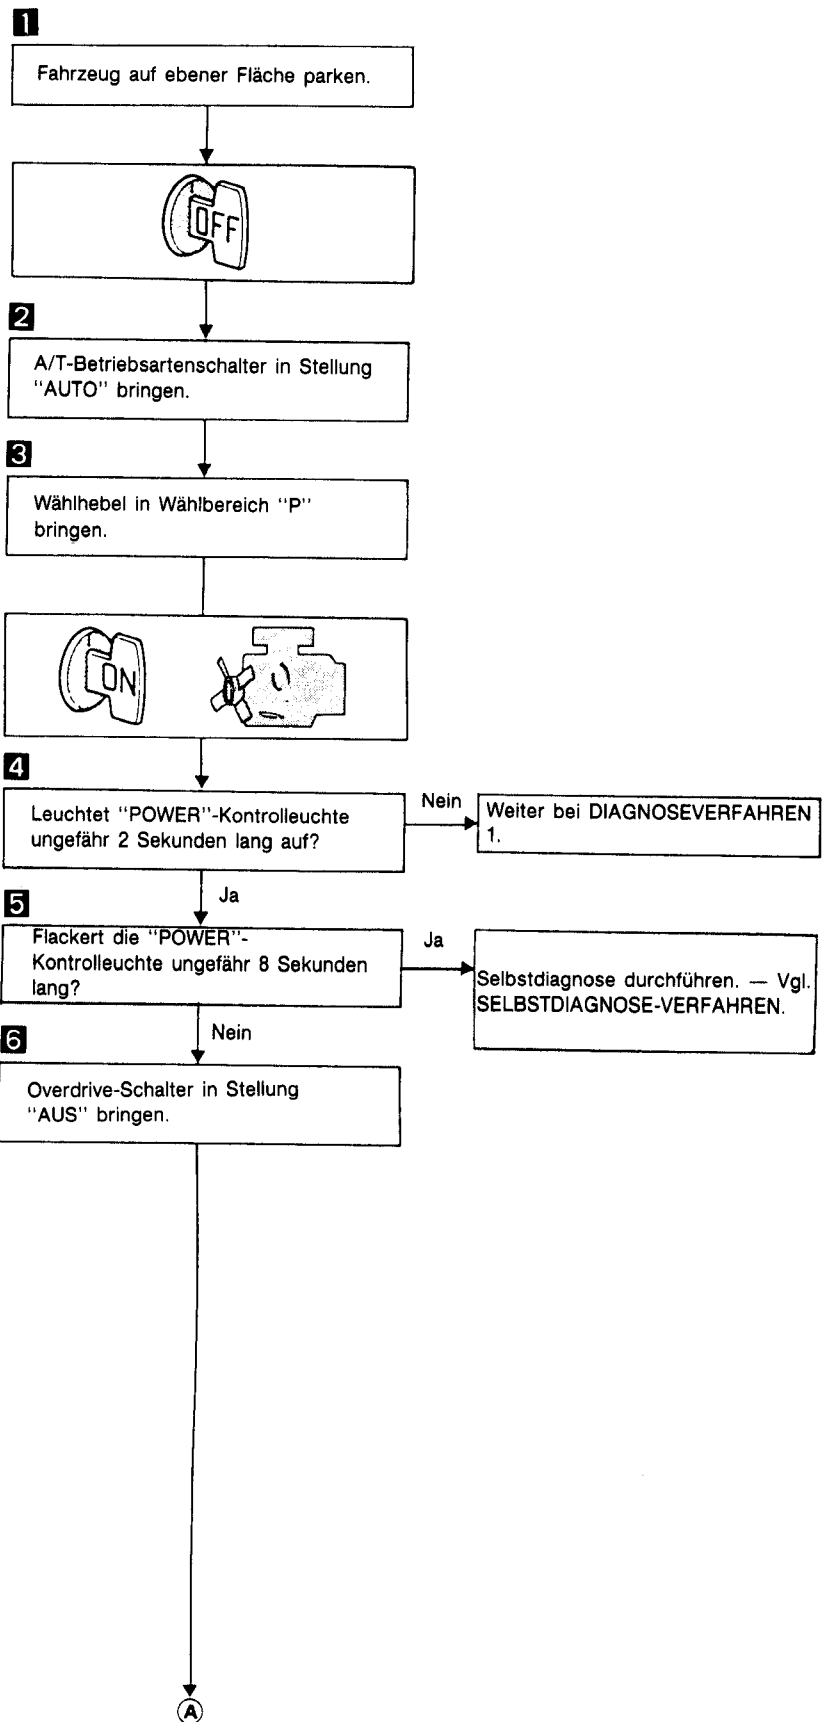 1
Fahrzeug auf ebener Fläche parken.
OFF
2
A/T-Betriebsartenschalter in Stellung
"AUTO" bringen.
3
Wählhebel in Wählbereich "P"
bringen.
ON
4
Leuchtet "POWER"-Kontrolleuchte
ungefähr 2 Sekunden lang auf?
Nein
Weiter bei DIAGNOSEVERFAHREN
1.
Ja
5
Flackert die "POWER"-
Kontrolleuchte ungefähr 8 Sekunden
lang?
Ja
Selbstdiagnose durchführen. — Vgl.
SELBSTDIAGNOSE-VERFAHREN.
Nein
6
Overdrive-Schalter in Stellung
"AUS" bringen.
A